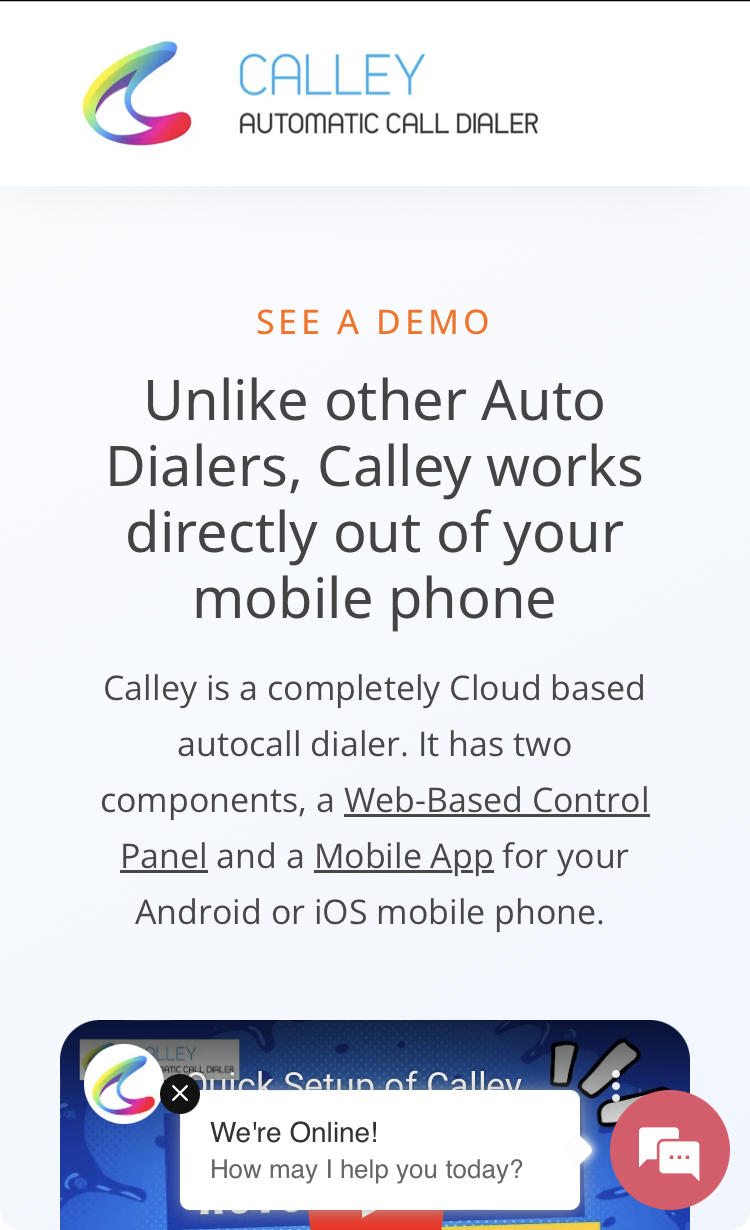 CALLEY
AUTOMATIC CALL DIALER
SEE A DEMO
Unlike other Auto
Dialers, Calley works
directly out of your
mobile phone
Calley is a completely Cloud based
autocall dialer. It has two
components, a Web-Based Control
Panel and a Mobile App for your
Android or iOS mobile phone.
CALLEY
AUTOMATIC CALL DIALER
Quick Setup of Calley
We're Online!
How may I help you today?